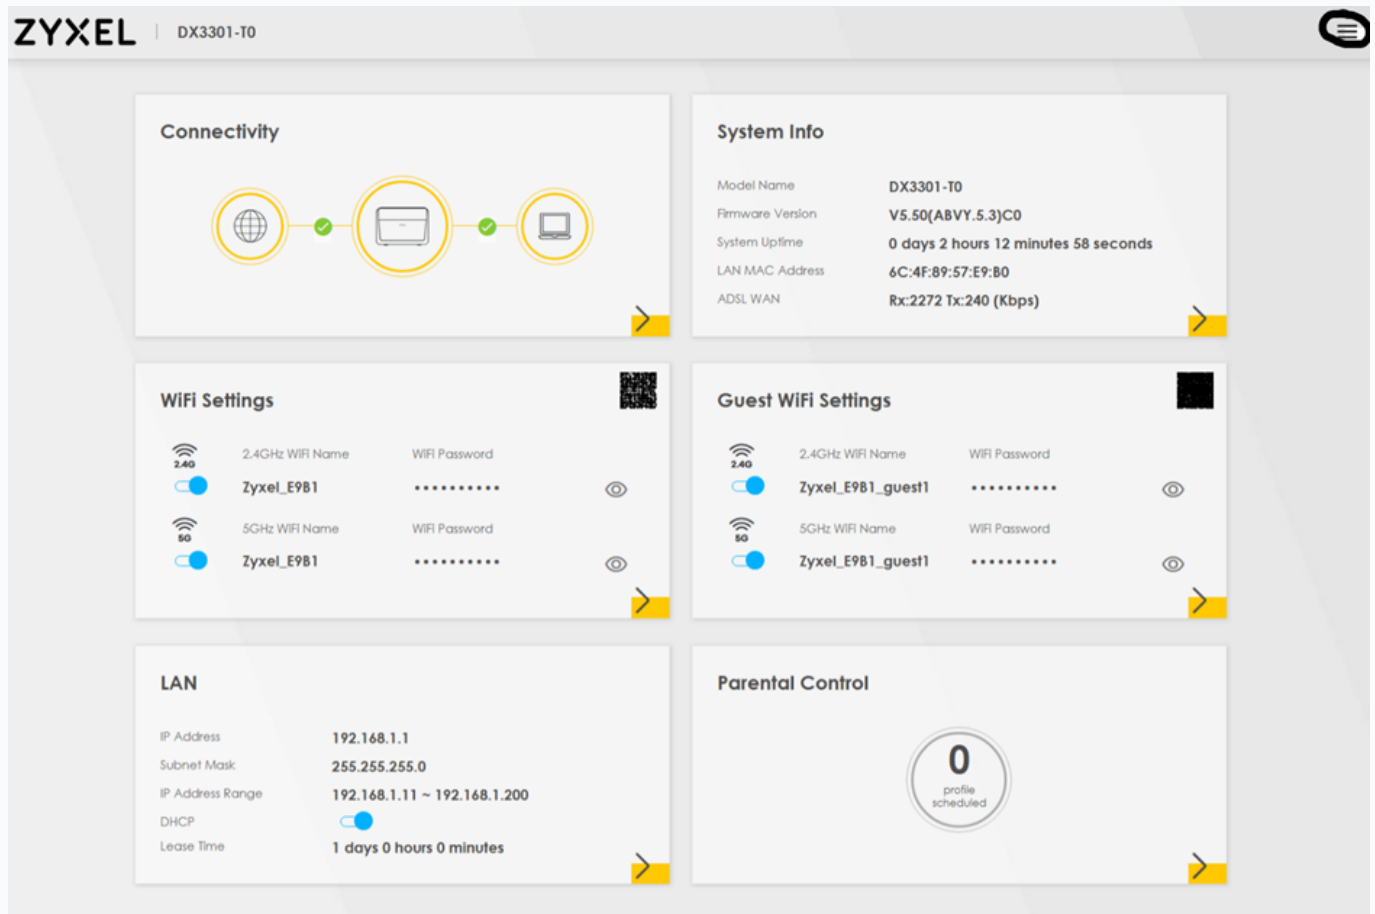 ZYXEL DX3301-T0
Connectivity
System Info
Model Name DX3301-T0
Firmware Version V5.50(ABVY.5.3)C0
System Uptime 0 days 2 hours 12 minutes 58 seconds
LAN MAC Address 6C:4F:89:57:E9:B0
ADSL WAN Rx:2272 Tx:240 (Kbps)
WiFi Settings
2.4G 2.4GHz WiFi Name WiFi Password
Zyxel_E9B1 ••••••••••
5G 5GHz WiFi Name WiFi Password
Zyxel_E9B1 ••••••••••
Guest WiFi Settings
2.4G 2.4GHz WiFi Name WiFi Password
Zyxel_E9B1_guest1 ••••••••••
5G 5GHz WiFi Name WiFi Password
Zyxel_E9B1_guest1 ••••••••••
LAN
IP Address 192.168.1.1
Subnet Mask 255.255.255.0
IP Address Range 192.168.1.11 ~ 192.168.1.200
DHCP
Lease Time 1 days 0 hours 0 minutes
Parental Control
0
profile
scheduled